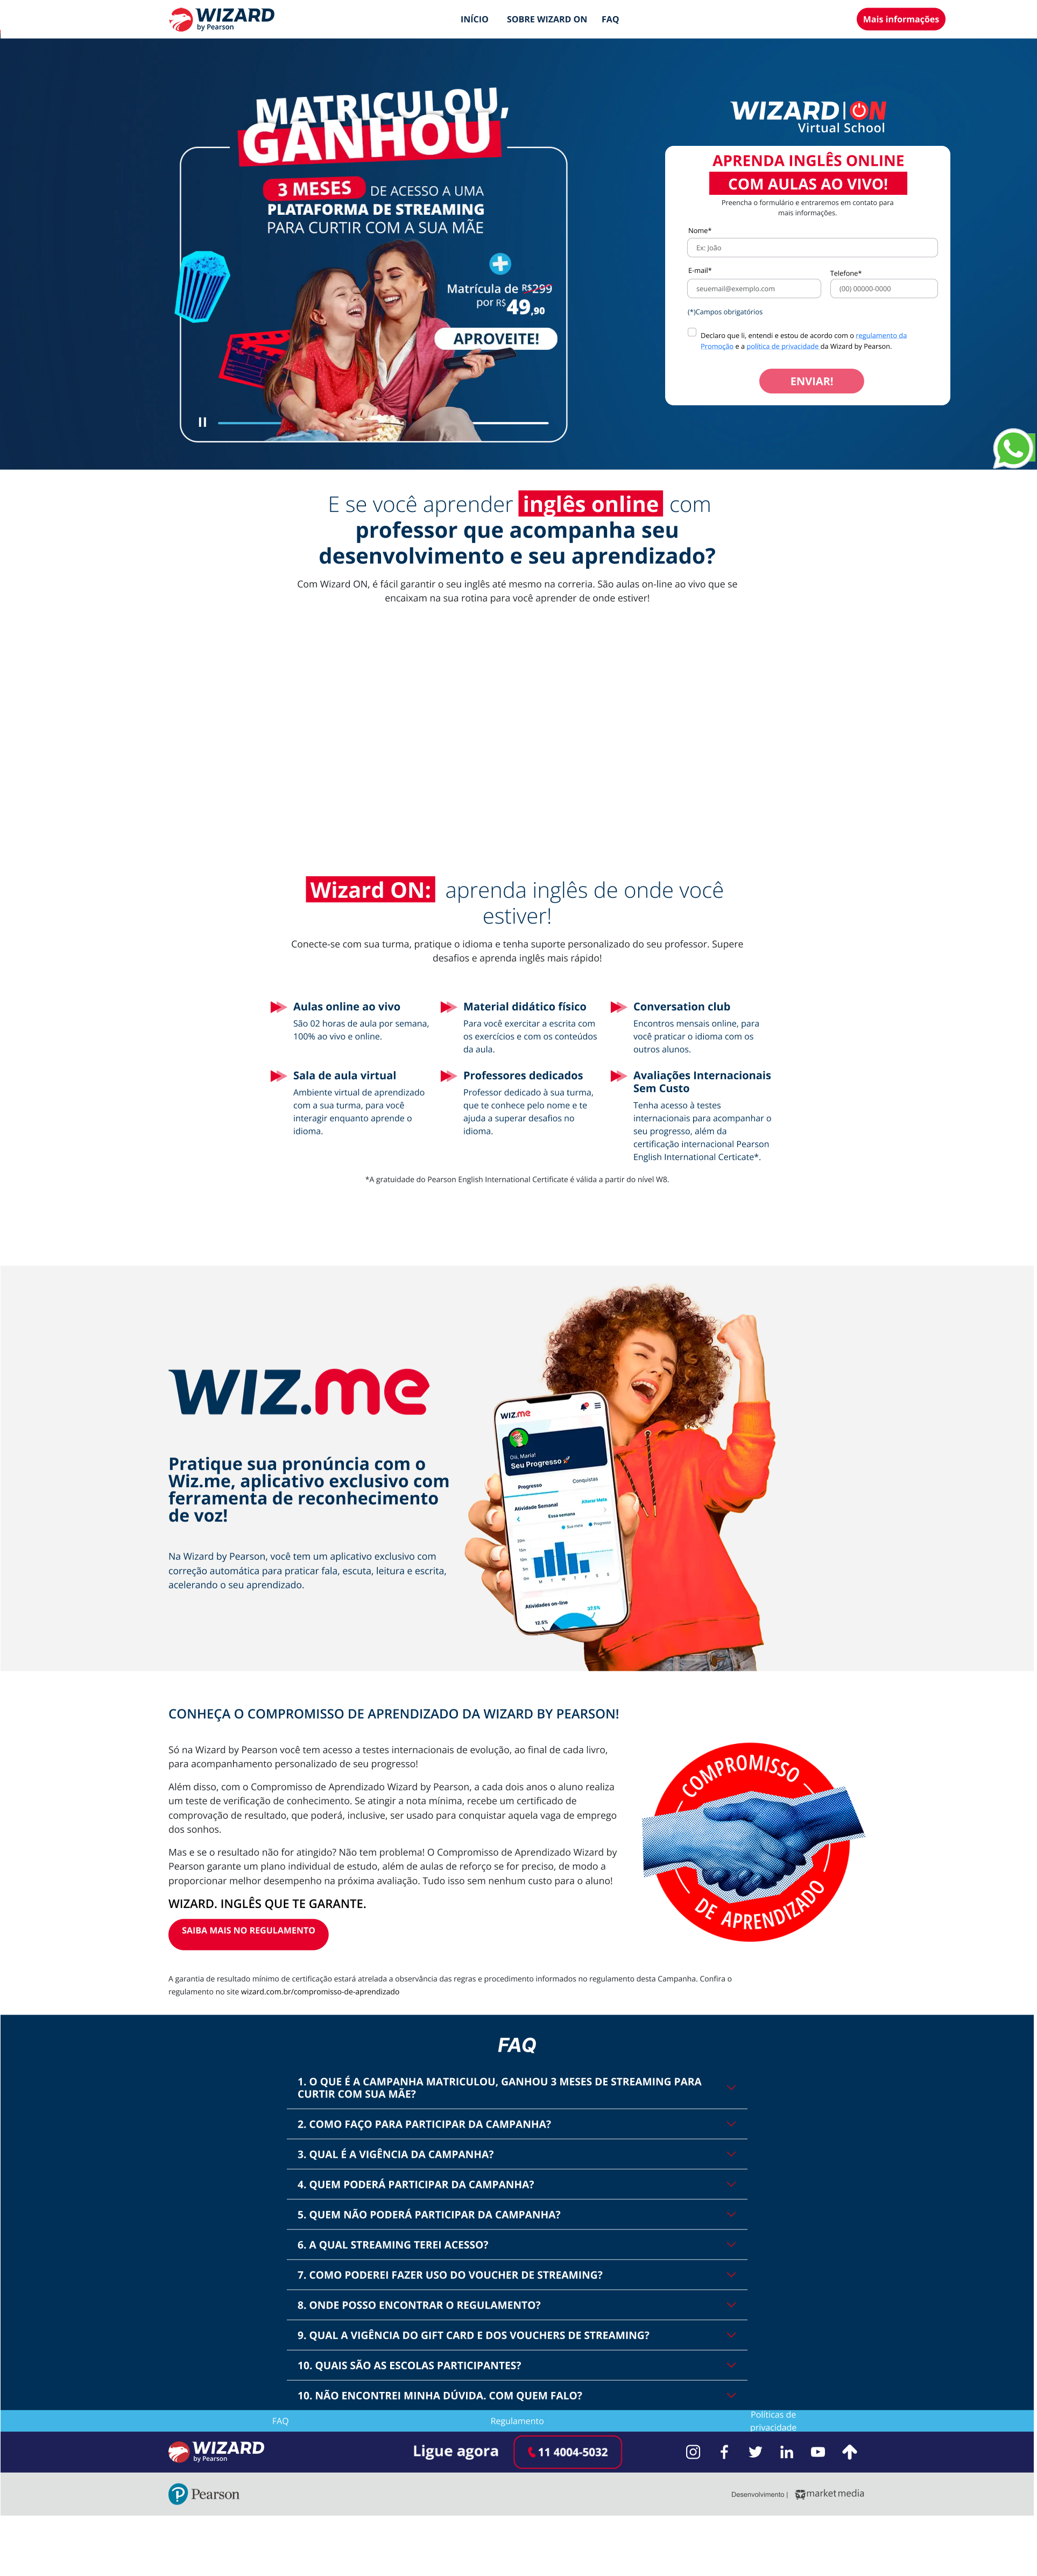 WIZARD
by Pearson
INÍCIO
SOBRE WIZARD ON
FAQ
Mais informações
MATRICULOU,
GANHOU
3 MESES DE ACESSO A UMA
PLATAFORMA DE STREAMING
PARA CURTIR COM A SUA MÃE
Matrícula de R$299
por R$ 49,90
APROVEITE!
WIZARD | ON
Virtual School
APRENDA INGLÊS ONLINE
COM AULAS AO VIVO!
Preencha o formulário e entraremos em contato para
mais informações.
Nome*
Ex: João
E-mail*
Telefone*
seuemail@exemplo.com
(00) 00000-0000
(*)Campos obrigatórios
Declaro que li, entendi e estou de acordo com o regulamento da
Promoção e a política de privacidade da Wizard by Pearson.
ENVIAR!
E se você aprender inglês online com
professor que acompanha seu
desenvolvimento e seu aprendizado?
Com Wizard ON, é fácil garantir o seu inglês até mesmo na correria. São aulas on-line ao vivo que se
encaixam na sua rotina para você aprender de onde estiver!
Wizard ON: aprenda inglês de onde você
estiver!
Conecte-se com sua turma, pratique o idioma e tenha suporte personalizado do seu professor. Supere
desafios e aprenda inglês mais rápido!
Aulas online ao vivo
São 02 horas de aula por semana,
100% ao vivo e online.
Material didático físico
Para você exercitar a escrita com
os exercícios e com os conteúdos
da aula.
Conversation club
Encontros mensais online, para
você praticar o idioma com os
outros alunos.
Sala de aula virtual
Ambiente virtual de aprendizado
com a sua turma, para você
interagir enquanto aprende o
idioma.
Professores dedicados
Professor dedicado à sua turma,
que te conhece pelo nome e te
ajuda a superar desafios no
idioma.
Avaliações Internacionais
Sem Custo
Tenha acesso à testes
internacionais para acompanhar o
seu progresso, além da
certificação internacional Pearson
English International Certicate*.
*A gratuidade do Pearson English International Certificate é válida a partir do nível W8.
WIZ.me
Pratique sua pronúncia com o
Wiz.me, aplicativo exclusivo com
ferramenta de reconhecimento
de voz!
Na Wizard by Pearson, você tem um aplicativo exclusivo com
correção automática para praticar fala, escuta, leitura e escrita,
acelerando o seu aprendizado.
WIZ.me
Olá, Maria!
Seu Progresso
Progresso
Conquistas
Atividade Semanal
Alterar Meta
Essa semana
Sua meta
Progresso
M T W T F S S
Atividades on-line
12.5%
37.5%
CONHEÇA O COMPROMISSO DE APRENDIZADO DA WIZARD BY PEARSON!
Só na Wizard by Pearson você tem acesso a testes internacionais de evolução, ao final de cada livro,
para acompanhamento personalizado de seu progresso!
Além disso, com o Compromisso de Aprendizado Wizard by Pearson, a cada dois anos o aluno realiza
um teste de verificação de conhecimento. Se atingir a nota mínima, recebe um certificado de
comprovação de resultado, que poderá, inclusive, ser usado para conquistar aquela vaga de emprego
dos sonhos.
Mas e se o resultado não for atingido? Não tem problema! O Compromisso de Aprendizado Wizard by
Pearson garante um plano individual de estudo, além de aulas de reforço se for preciso, de modo a
proporcionar melhor desempenho na próxima avaliação. Tudo isso sem nenhum custo para o aluno!
WIZARD. INGLÊS QUE TE GARANTE.
SAIBA MAIS NO REGULAMENTO
COMPROMISSO
DE APRENDIZADO
A garantia de resultado mínimo de certificação estará atrelada a observância das regras e procedimento informados no regulamento desta Campanha. Confira o
regulamento no site wizard.com.br/compromisso-de-aprendizado
FAQ
1. O QUE É A CAMPANHA MATRICULOU, GANHOU 3 MESES DE STREAMING PARA
CURTIR COM SUA MÃE?
2. COMO FAÇO PARA PARTICIPAR DA CAMPANHA?
3. QUAL É A VIGÊNCIA DA CAMPANHA?
4. QUEM PODERÁ PARTICIPAR DA CAMPANHA?
5. QUEM NÃO PODERÁ PARTICIPAR DA CAMPANHA?
6. A QUAL STREAMING TEREI ACESSO?
7. COMO PODEREI FAZER USO DO VOUCHER DE STREAMING?
8. ONDE POSSO ENCONTRAR O REGULAMENTO?
9. QUAL A VIGÊNCIA DO GIFT CARD E DOS VOUCHERS DE STREAMING?
10. QUAIS SÃO AS ESCOLAS PARTICIPANTES?
10. NÃO ENCONTREI MINHA DÚVIDA. COM QUEM FALO?
FAQ
Regulamento
Políticas de
privacidade
WIZARD
by Pearson
Ligue agora
11 4004-5032
Pearson
Desenvolvimento |
market media